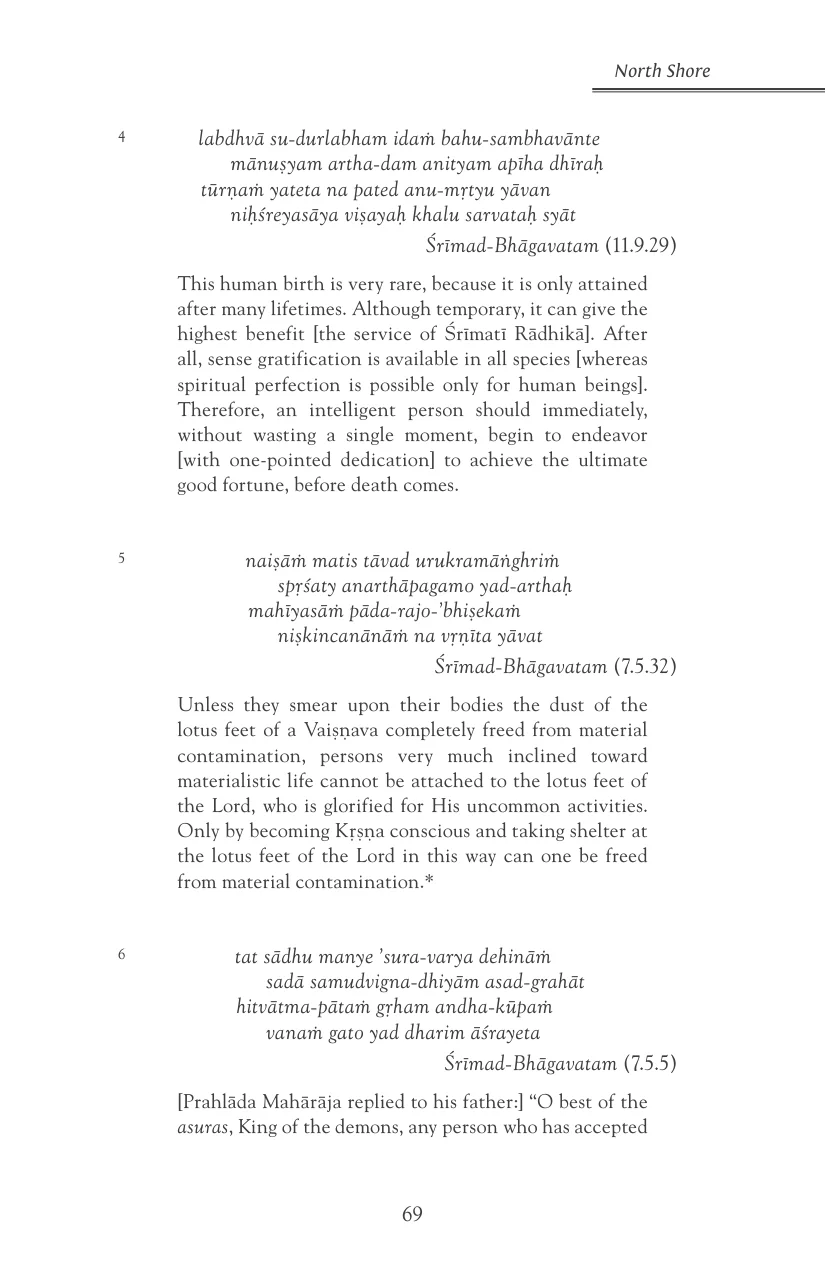 North Shore
4
labdhvā su-durlabham idaṁ bahu-sambhavānte
mānuṣyam artha-dam anityam apīha dhīraḥ
tūrṇaṁ yateta na pated anu-mṛtyu yāvan
niḥśreyasāya viṣayaḥ khalu sarvataḥ syāt
Śrīmad-Bhāgavatam (11.9.29)
This human birth is very rare, because it is only attained
after many lifetimes. Although temporary, it can give the
highest benefit [the service of Śrīmatī Rādhikā]. After
all, sense gratification is available in all species [whereas
spiritual perfection is possible only for human beings].
Therefore, an intelligent person should immediately,
without wasting a single moment, begin to endeavor
[with one-pointed dedication] to achieve the ultimate
good fortune, before death comes.
5
naiṣāṁ matis tāvad urukramāṅghriṁ
spṛśaty anarthāpagamo yad-arthaḥ
mahīyasāṁ pāda-rajo-’bhiṣekaṁ
niṣkincanānāṁ na vṛṇīta yāvat
Śrīmad-Bhāgavatam (7.5.32)
Unless they smear upon their bodies the dust of the
lotus feet of a Vaiṣṇava completely freed from material
contamination, persons very much inclined toward
materialistic life cannot be attached to the lotus feet of
the Lord, who is glorified for His uncommon activities.
Only by becoming Kṛṣṇa conscious and taking shelter at
the lotus feet of the Lord in this way can one be freed
from material contamination.*
6
tat sādhu manye ’sura-varya dehināṁ
sadā samudvigna-dhiyām asad-grahāt
hitvātma-pātaṁ gṛham andha-kūpaṁ
vanaṁ gato yad dharim āśrayeta
Śrīmad-Bhāgavatam (7.5.5)
[Prahlāda Mahārāja replied to his father:] “O best of the
asuras, King of the demons, any person who has accepted
69